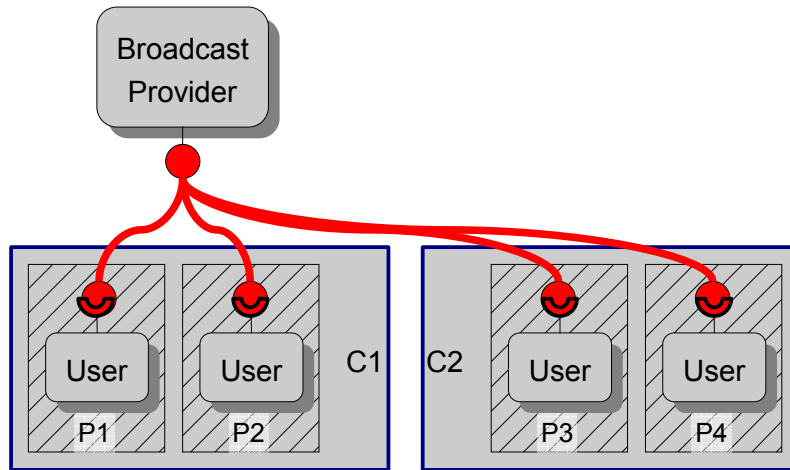 Broadcast
Provider
C1
C2
User
User
User
User
P1
P2
P3
P4